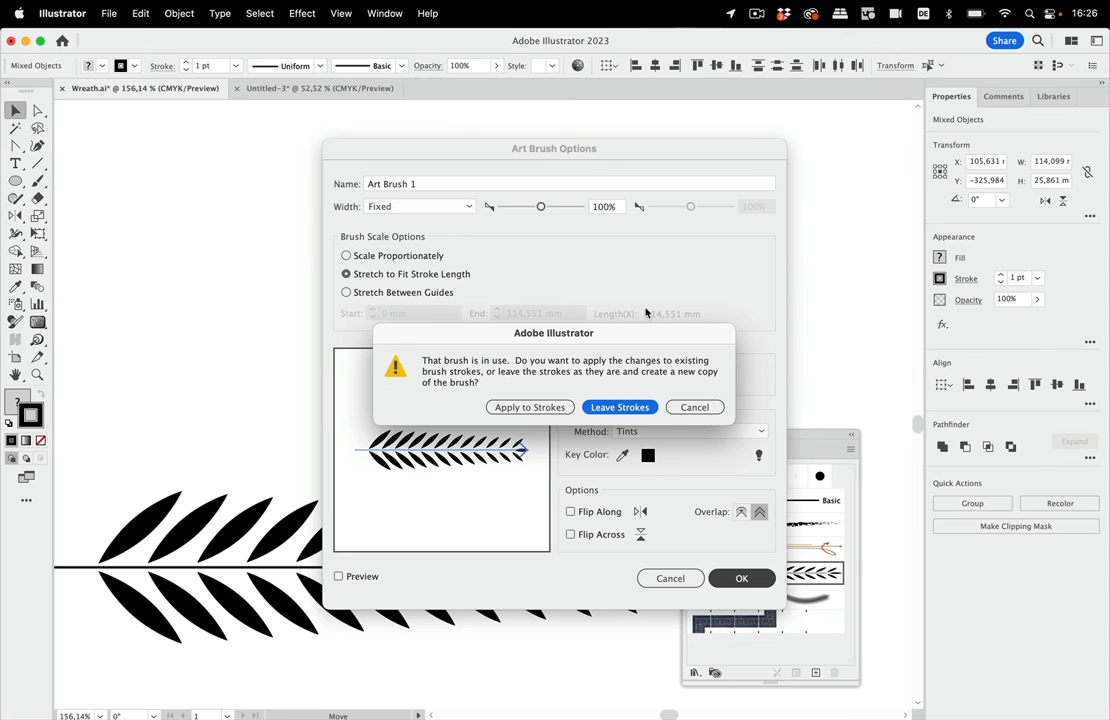 Illustrator File Edit Object Type Select Effect View Window Help
3 DE 16:26
Adobe Illustrator 2023
Share
Mixed Objects ? Stroke: 1 pt Uniform Basic Opacity: 100% Style: Transform
Wreath.ai* @ 156,14 % (CMYK/Preview) Untitled-3* @ 52,52 % (CMYK/Preview)
Properties Comments Libraries
Mixed Objects
Transform
X: 105,631 W: 114,099
Y: -325,984 H: 25,861 m
0°
Appearance
? Fill
Stroke 1 pt
Opacity 100%
fx.
Align
Pathfinder
Expand
Quick Actions
Group Recolor
Make Clipping Mask
Art Brush Options
Name: Art Brush 1
Width: Fixed 100% 100%
Brush Scale Options
Scale Proportionately
Stretch to Fit Stroke Length
Stretch Between Guides
Start: 0 mm End: 114,551 mm Length(X): 114,551 mm
Adobe Illustrator
That brush is in use. Do you want to apply the changes to existing
brush strokes, or leave the strokes as they are and create a new copy
of the brush?
Apply to Strokes Leave Strokes Cancel
Method: Tints
Key Color:
Options
Flip Along Overlap:
Flip Across
Preview Cancel OK
Basic
?
156,14% 0° 1 Move